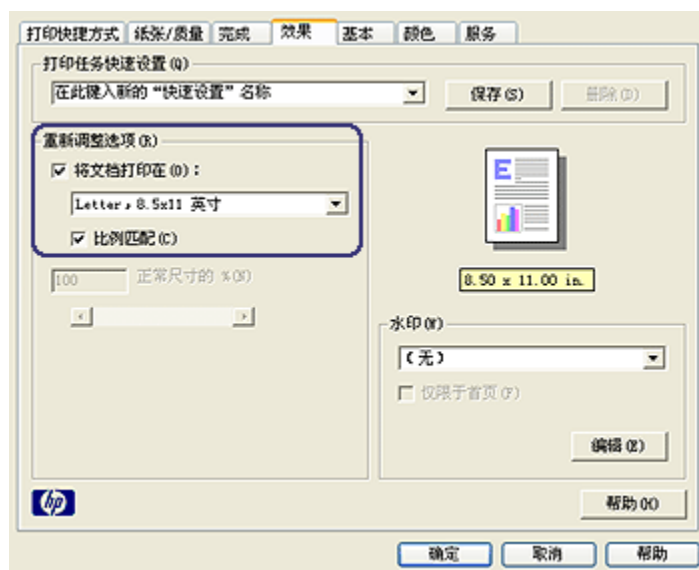 打印快捷方式 纸张/质量 完成 效果 基本 颜色 服务
打印任务快速设置(Q)
在此键入新的“快速设置”名称 保存(S) 删除(D)
重新调整选项(R)
将文档打印在(O)：
Letter，8.5x11 英寸
比例匹配(C)
100 正常尺寸的 %(N)
E
8.50 x 11.00 in.
水印(W)
(无)
仅限于首页(F)
编辑(E)
hp
帮助(H)
确定 取消 帮助